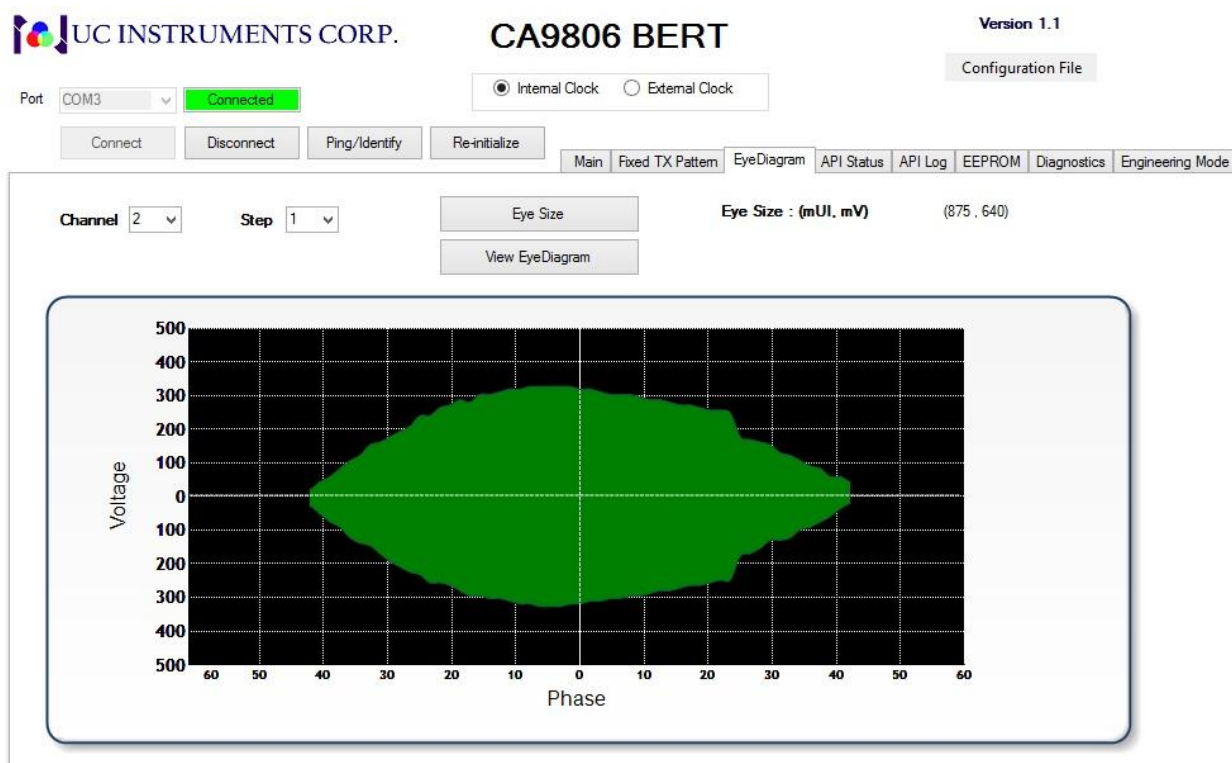 UC INSTRUMENTS CORP.
CA9806 BERT
Version 1.1
Configuration File
Port COM3 Connected
Internal Clock External Clock
Connect Disconnect Ping/Identify Re-initialize
Main Fixed TX Pattern EyeDiagram API Status API Log EEPROM Diagnostics Engineering Mode
Channel 2 Step 1 Eye Size Eye Size : (mUI, mV) (875 , 640)
View EyeDiagram
500
400
300
200
100
0
100
200
300
400
500
Voltage
60 50 40 30 20 10 0 10 20 30 40 50 60
Phase